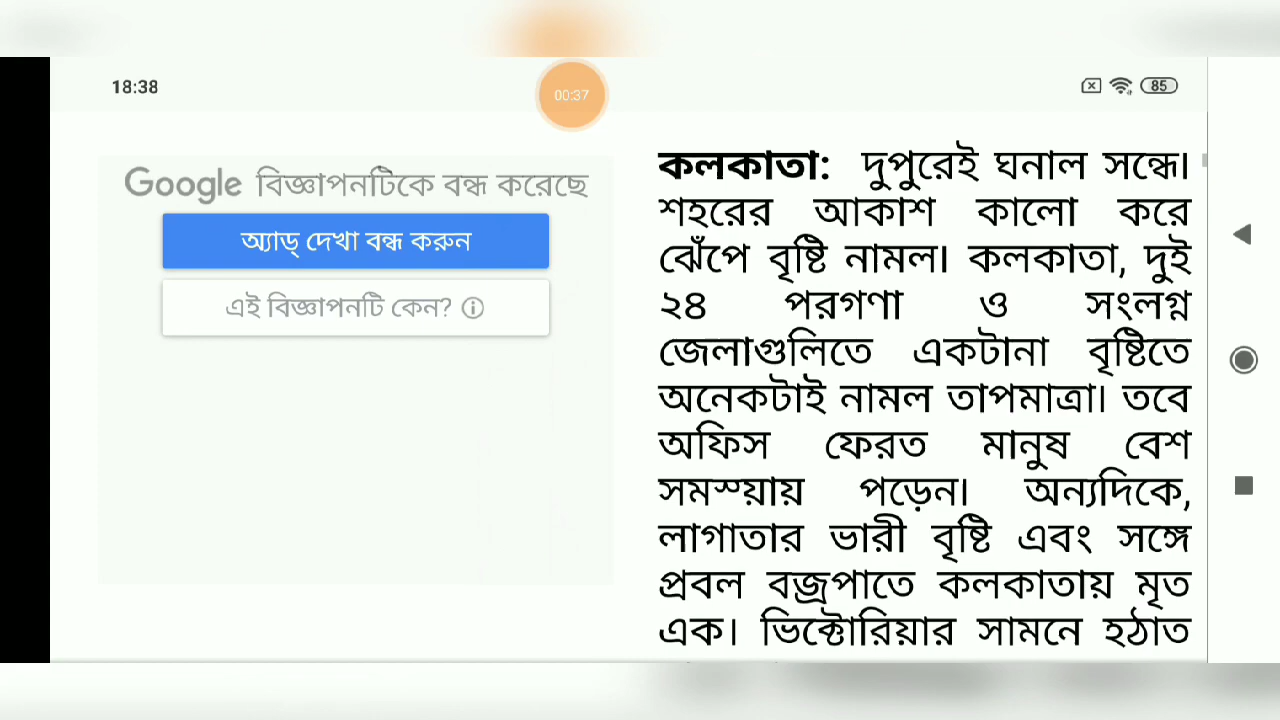 18:38
00:37
85
Google বিজ্ঞাপনটিকে বন্ধ করেছে
অ্যাড্ দেখা বন্ধ করুন
এই বিজ্ঞাপনটি কেন?
কলকাতা: দুপুরেই ঘনাল সন্ধে।
শহরের আকাশ কালো করে
ঝেঁপে বৃষ্টি নামল। কলকাতা, দুই
২৪ পরগণা ও সংলগ্ন
জেলাগুলিতে একটানা বৃষ্টিতে
অনেকটাই নামল তাপমাত্রা। তবে
অফিস ফেরত মানুষ বেশ
সমস্য়ায় পড়েন। অন্যদিকে,
লাগাতার ভারী বৃষ্টি এবং সঙ্গে
প্রবল বজ্রপাতে কলকাতায় মৃত
এক। ভিক্টোরিয়ার সামনে হঠাত